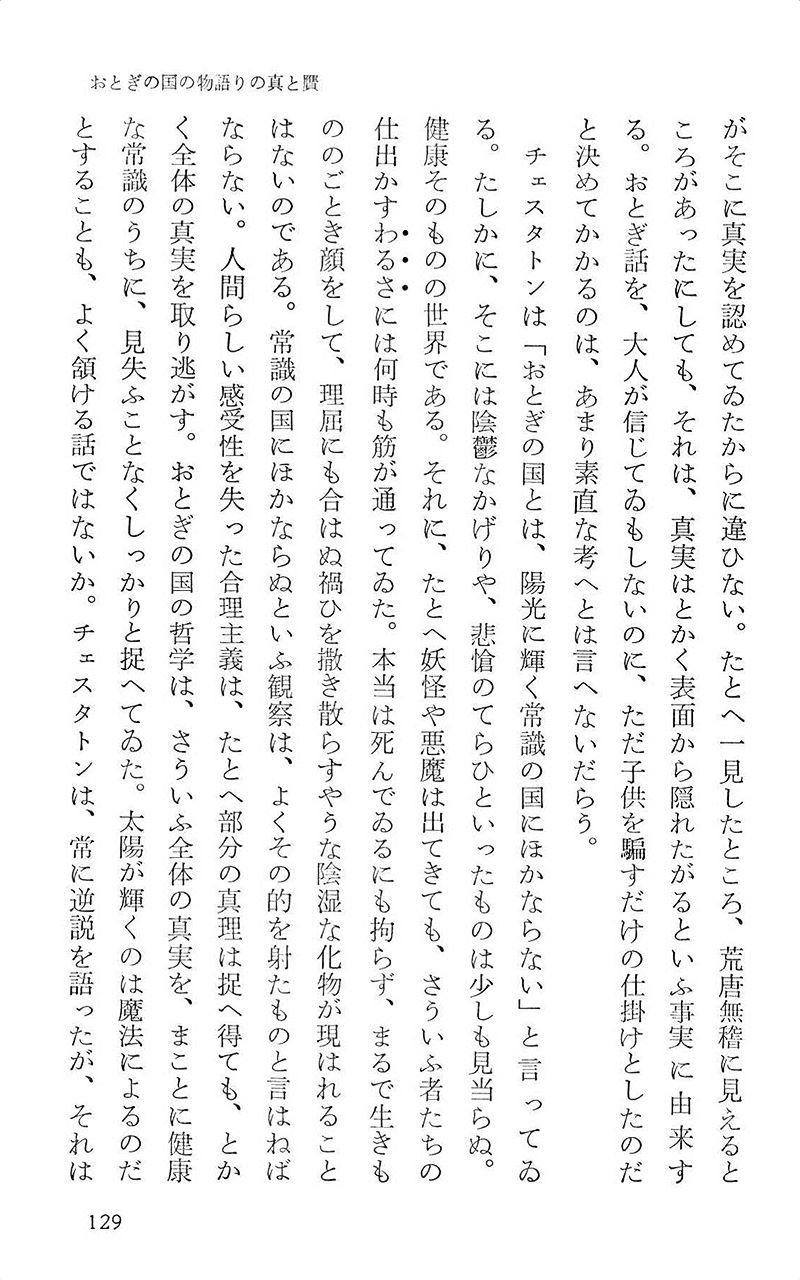 おとぎの国の物語りの真と贋
がそこに真実を認めてゐたからに違ひない。たとへ一見したところ、荒唐無稽に見えると
ころがあったにしても、それは、真実はとかく表面から隠れたがるといふ事実に由来す
る。おとぎ話を、大人が信じてゐもしないのに、ただ子供を騙すだけの仕掛けとしたのだ
と決めてかかるのは、あまり素直な考へとは言へないだらう。
チェスタトンは「おとぎの国とは、陽光に輝く常識の国にほかならない」と言ってゐ
る。たしかに、そこには陰鬱なかげりや、悲愴のてらひといったものは少しも見当らぬ。
健康そのものの世界である。それに、たとへ妖怪や悪魔は出てきても、さういふ者たちの
仕出かすわるさには何時も筋が通ってゐた。本当は死んでゐるにも拘らず、まるで生きも
ののごとき顔をして、理屈にも合はぬ禍ひを撒き散らすやうな陰湿な化物が現はれること
はないのである。常識の国にほかならぬといふ観察は、よくその的を射たものと言はねば
ならない。人間らしい感受性を失った合理主義は、たとへ部分の真理は捉へ得ても、とか
く全体の真実を取り逃がす。おとぎの国の哲学は、さういふ全体の真実を、まことに健康
な常識のうちに、見失ふことなくしっかりと捉へてゐた。太陽が輝くのは魔法によるのだ
とすることも、よく頷ける話ではないか。チェスタトンは、常に逆説を語ったが、それは
129